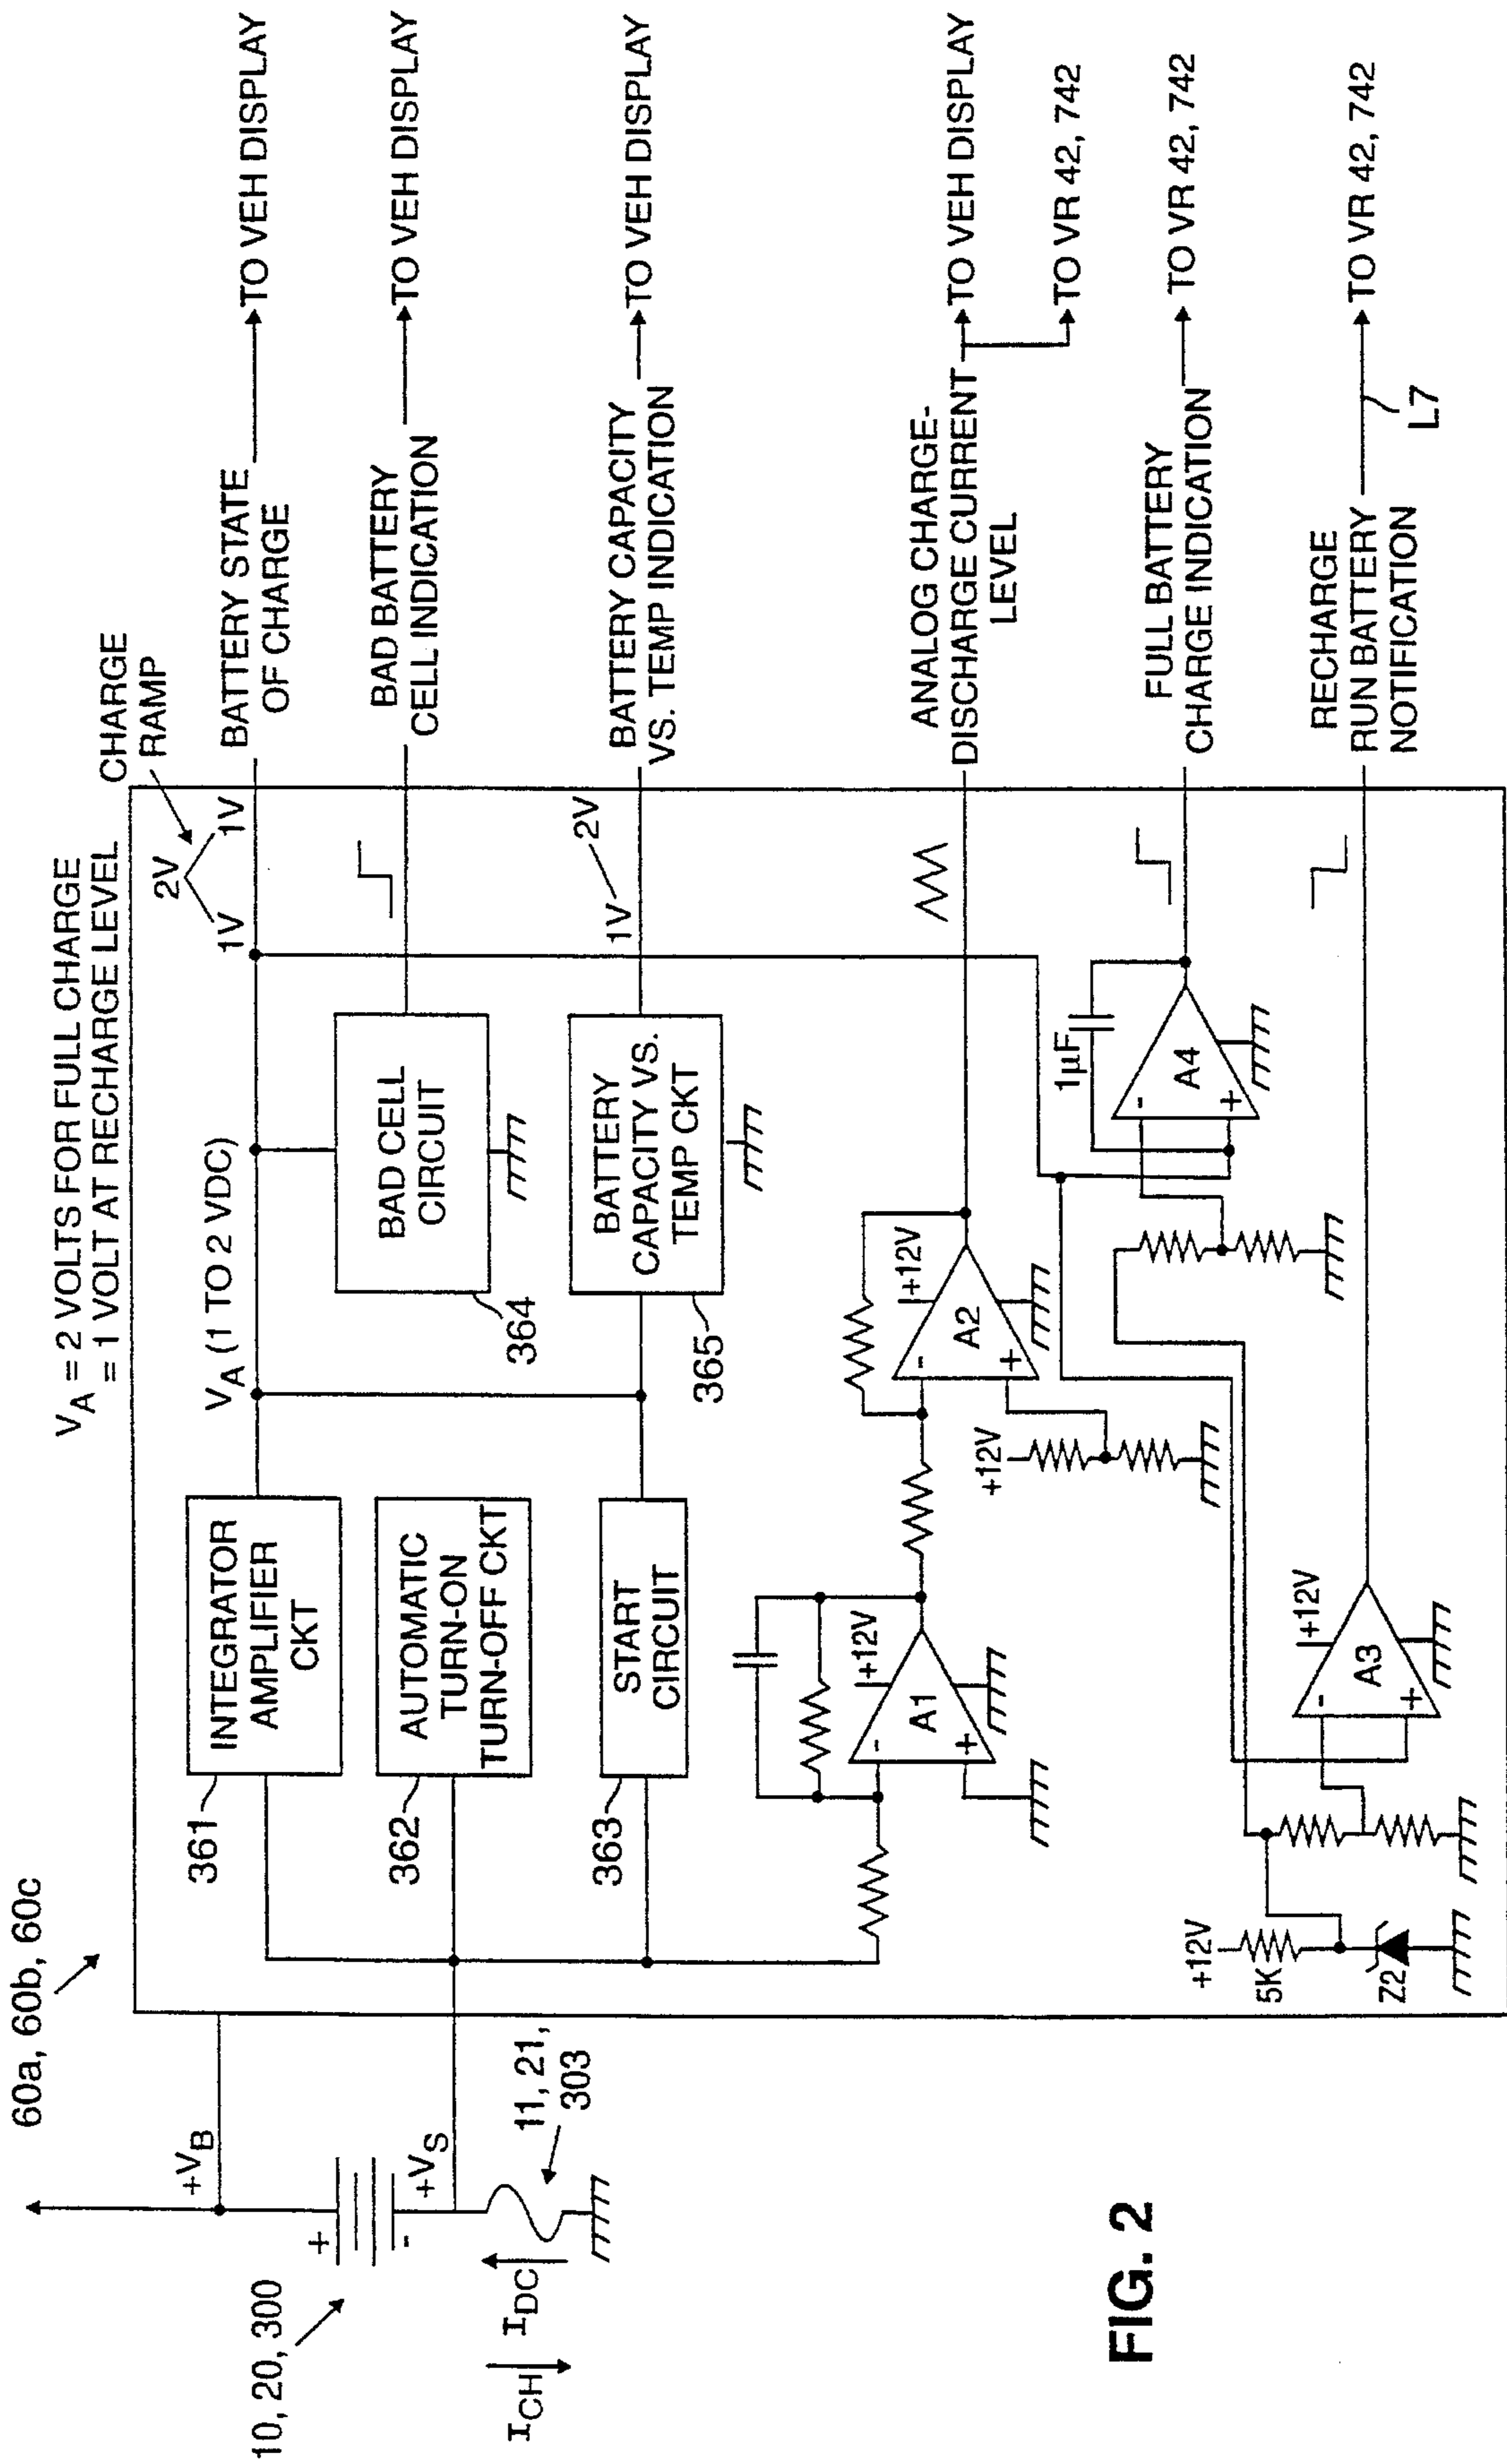 60a, 60b, 60c
10, 20, 300
+
-
+VB
+VS
ICH
IDC
11, 21,
303
VA = 2 VOLTS FOR FULL CHARGE
= 1 VOLT AT RECHARGE LEVEL
VA (1 TO 2 VDC)
CHARGE
RAMP
1V
2V
1V
361
INTEGRATOR
AMPLIFIER
CKT
362
AUTOMATIC
TURN-ON
TURN-OFF CKT
363
START
CIRCUIT
BAD CELL
CIRCUIT
364
BATTERY
CAPACITY VS.
TEMP CKT
365
1V
2V
+12V
-
+
A1
+12V
-
+
A2
+12V
1µF
-
+
A4
+12V
-
+
A3
+12V
5K
Z2
BATTERY STATE
OF CHARGE
TO VEH DISPLAY
BAD BATTERY
CELL INDICATION
TO VEH DISPLAY
BATTERY CAPACITY
VS. TEMP INDICATION
TO VEH DISPLAY
ANALOG CHARGE-
DISCHARGE CURRENT
LEVEL
TO VEH DISPLAY
TO VR 42, 742
FULL BATTERY
CHARGE INDICATION
TO VR 42, 742
RECHARGE
RUN BATTERY
NOTIFICATION
TO VR 42, 742
L7
FIG. 2